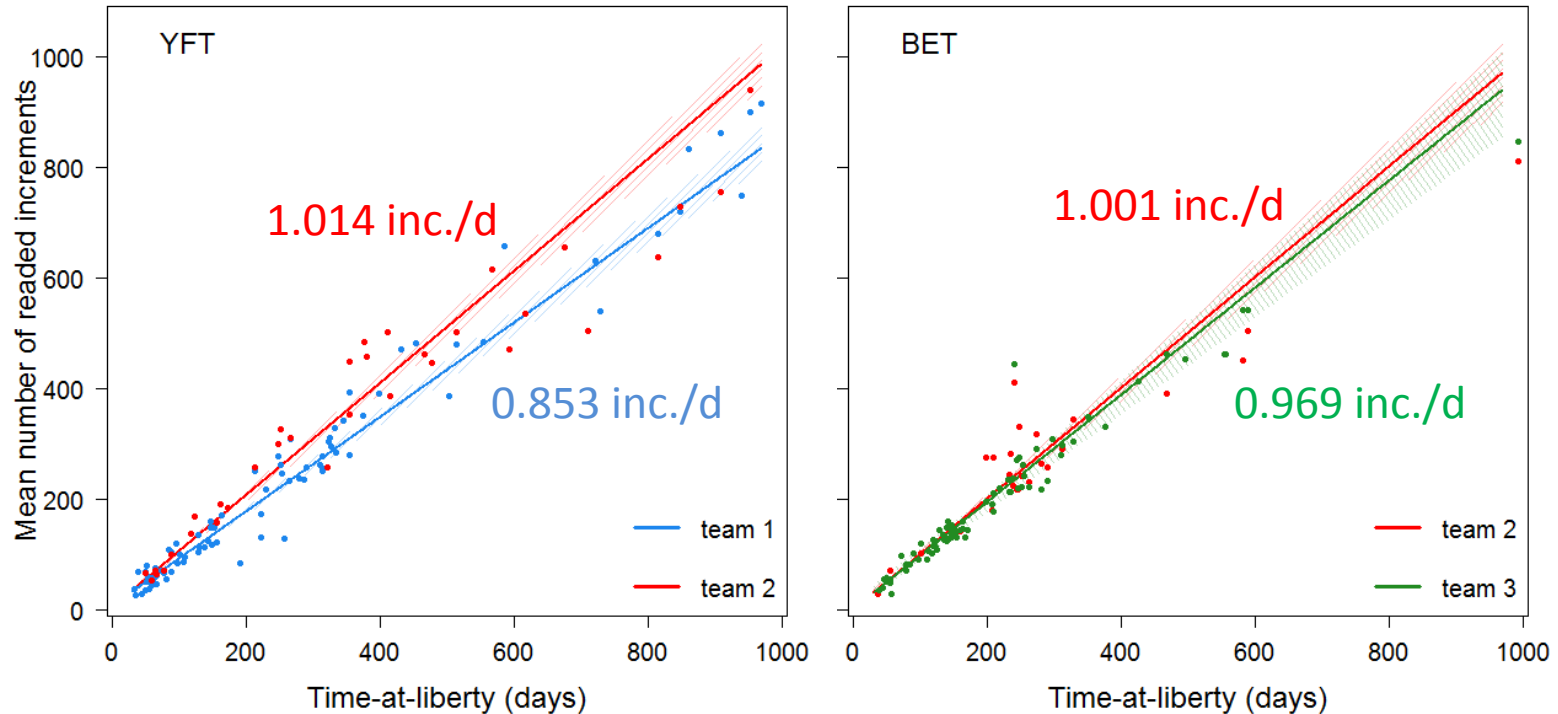 YFT
BET
Mean number of readed increments
1000
800
600
400
200
0
1.014 inc./d
0.853 inc./d
1.001 inc./d
0.969 inc./d
team 1
team 2
team 2
team 3
0 200 400 600 800 1000
0 200 400 600 800 1000
Time-at-liberty (days)
Time-at-liberty (days)